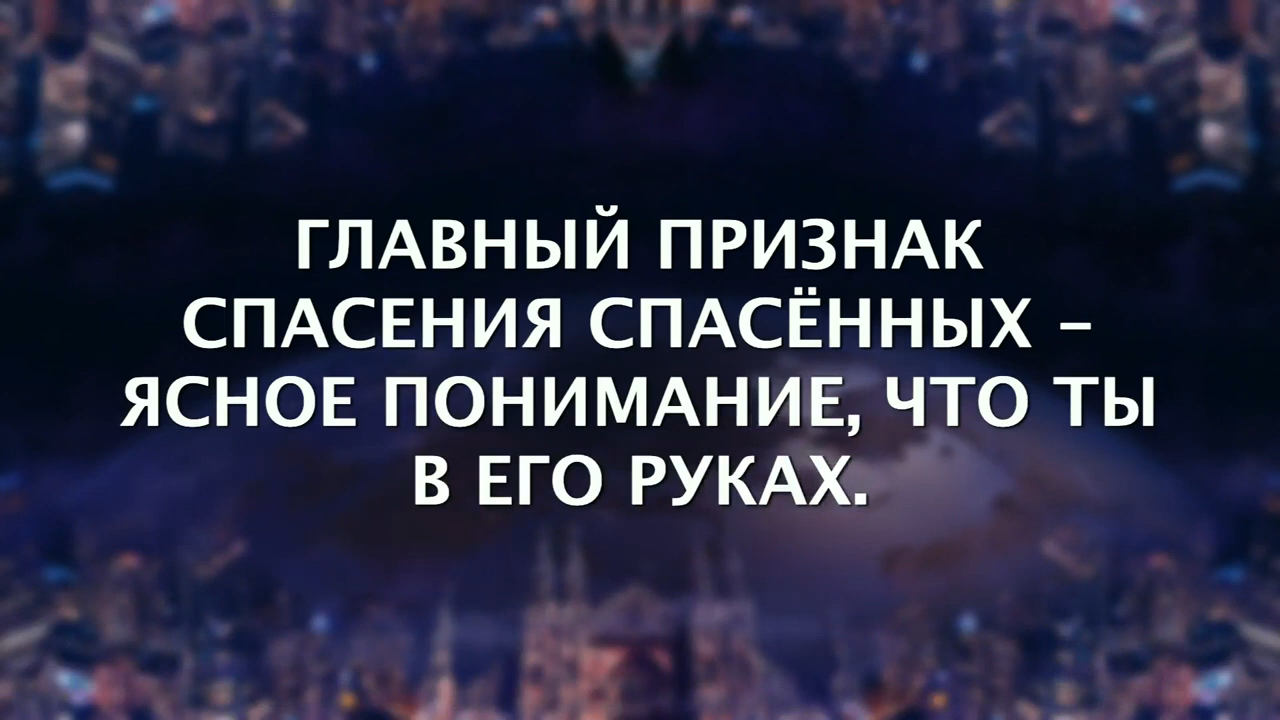 ГЛАВНЫЙ ПРИЗНАК
СПАСЕНИЯ СПАСЁННЫХ –
ЯСНОЕ ПОНИМАНИЕ, ЧТО ТЫ
В ЕГО РУКАХ.